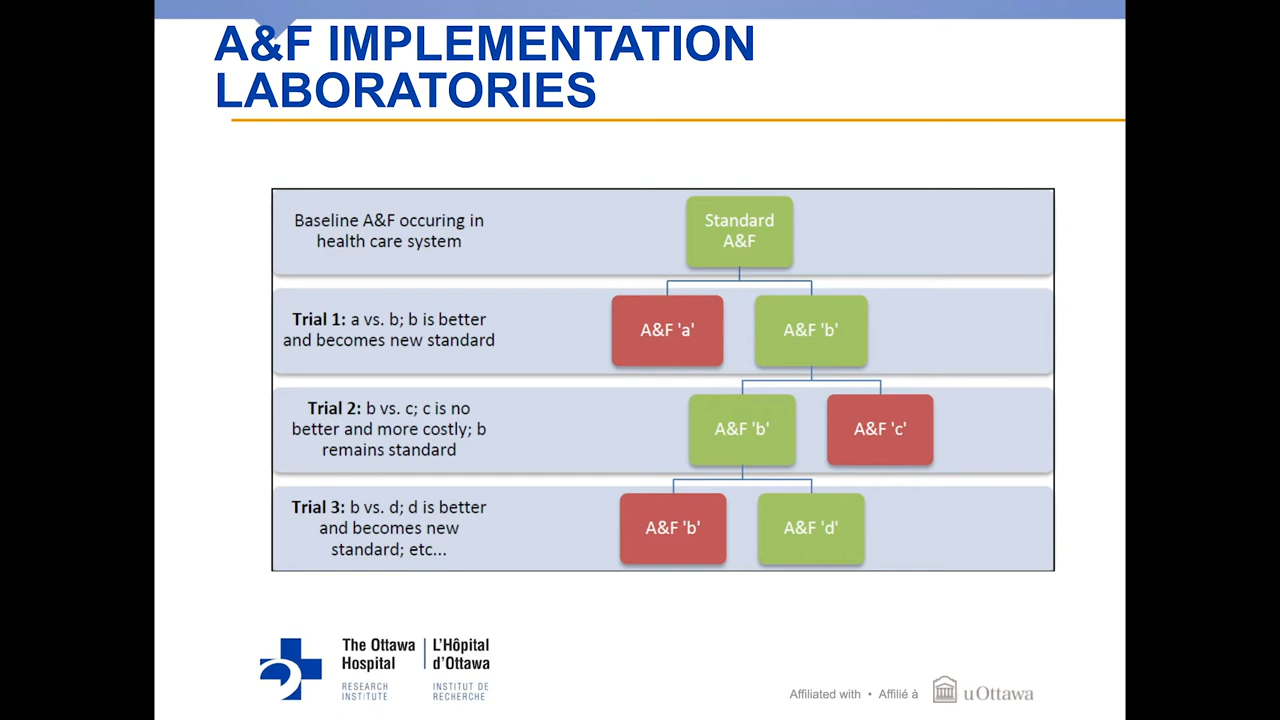 A&F IMPLEMENTATION
LABORATORIES
Baseline A&F occuring in
health care system
Standard
A&F
Trial 1: a vs. b; b is better
and becomes new standard
A&F 'a'
A&F 'b'
Trial 2: b vs. c; c is no
better and more costly; b
remains standard
A&F 'b'
A&F 'c'
Trial 3: b vs. d; d is better
and becomes new
standard; etc...
A&F 'b'
A&F 'd'
The Ottawa
Hospital
RESEARCH
INSTITUTE
L'Hôpital
d'Ottawa
INSTITUT DE
RECHERCHE
Affiliated with • Affilié à
uOttawa